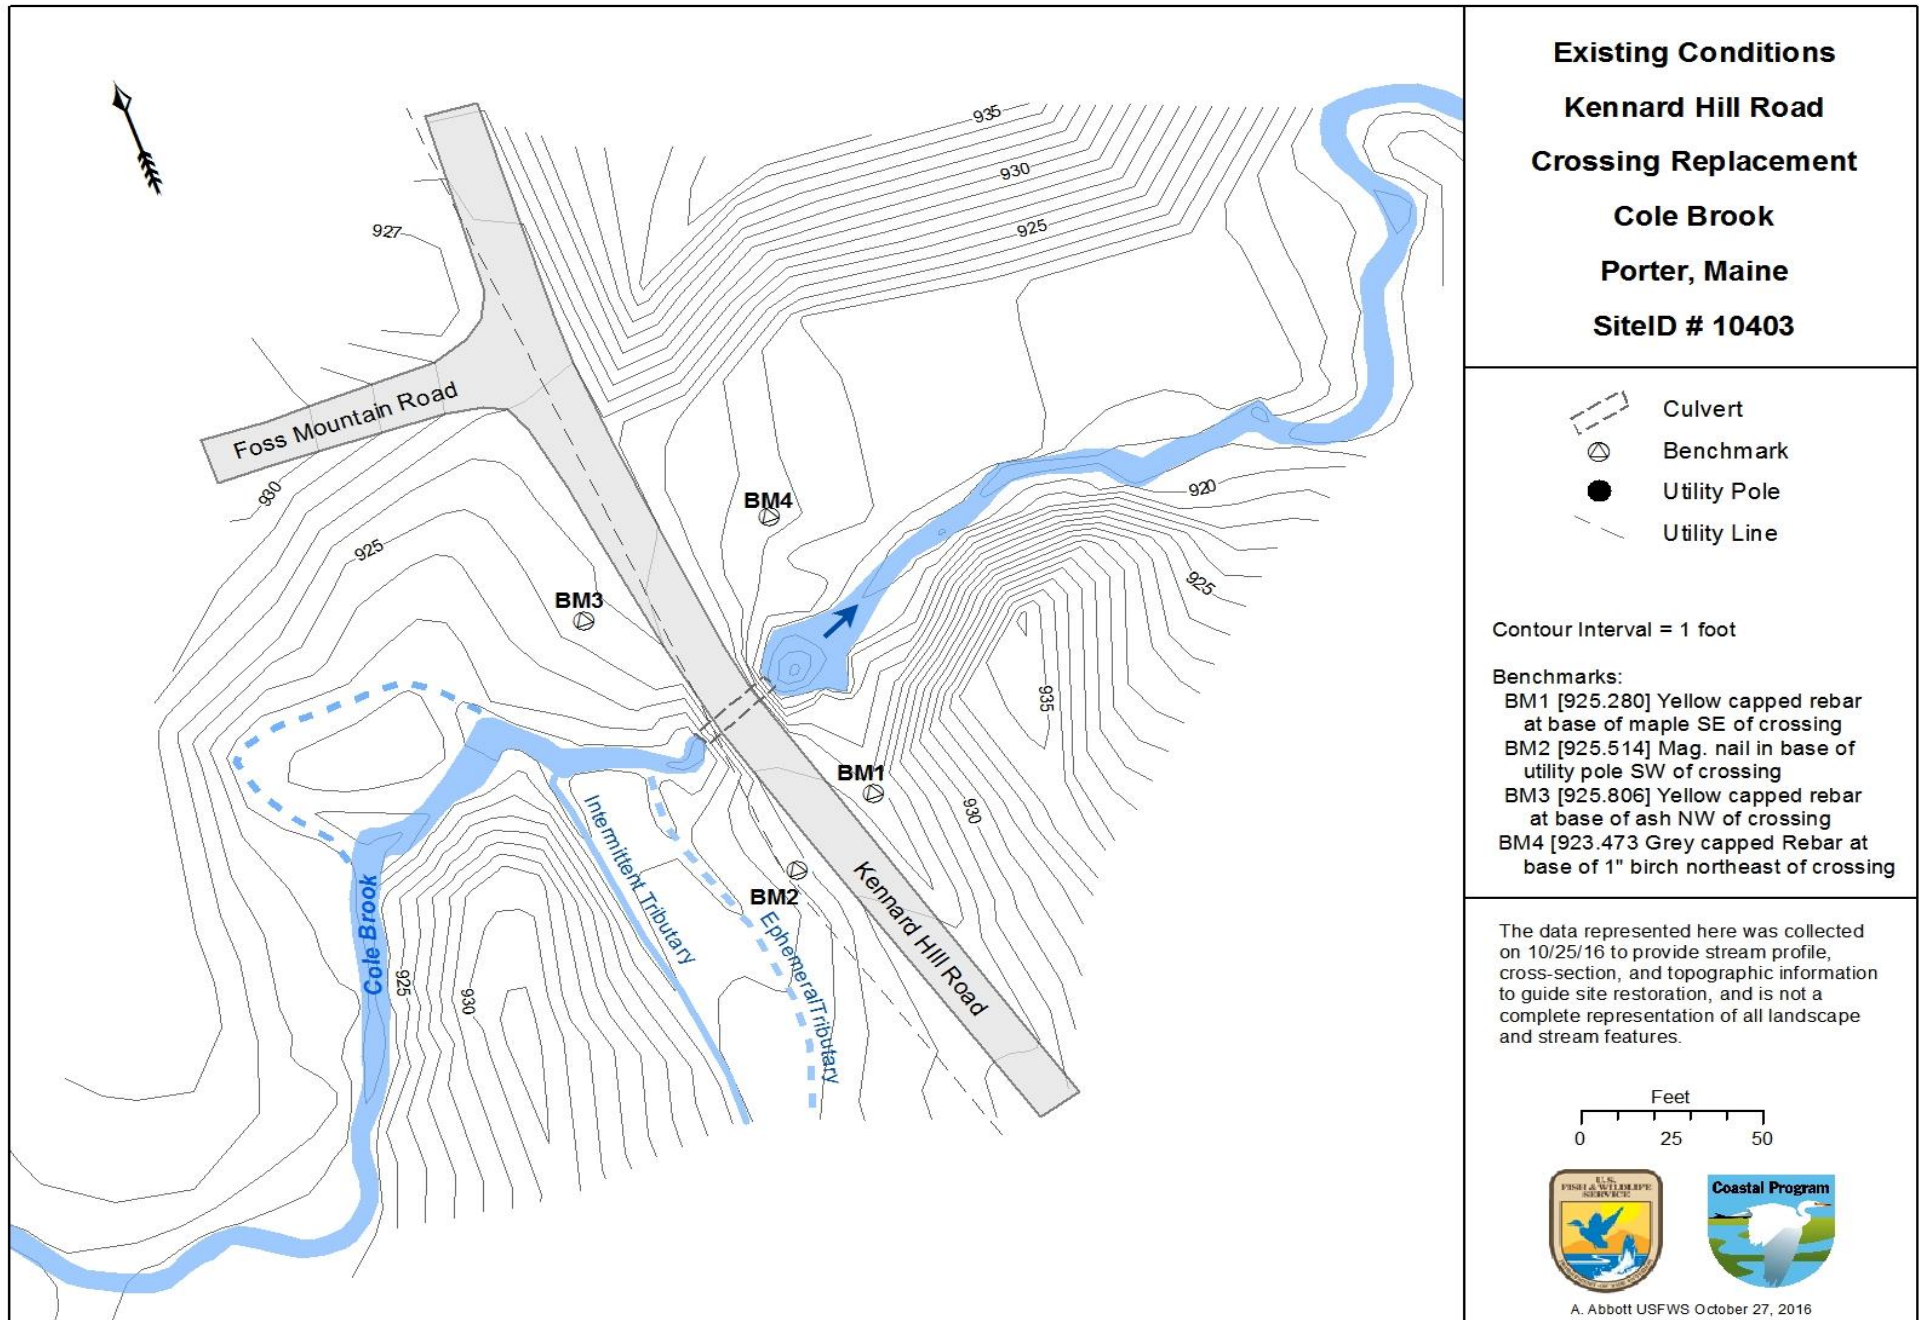 Existing Conditions
Kennard Hill Road
Crossing Replacement
Cole Brook
Porter, Maine
SiteID # 10403
Culvert
Benchmark
Utility Pole
Utility Line
Contour Interval = 1 foot
Benchmarks:
BM1 [925.280] Yellow capped rebar
at base of maple SE of crossing
BM2 [925.514] Mag. nail in base of
utility pole SW of crossing
BM3 [925.806] Yellow capped rebar
at base of ash NW of crossing
BM4 [923.473 Grey capped Rebar at
base of 1" birch northeast of crossing
The data represented here was collected
on 10/25/16 to provide stream profile,
cross-section, and topographic information
to guide site restoration, and is not a
complete representation of all landscape
and stream features.
Feet
0 25 50
U.S.
FISH & WILDLIFE
SERVICE
Coastal Program
A. Abbott USFWS October 27, 2016
935
930
925
927
Foss Mountain Road
930
925
BM4
920
925
BM3
935
BM1
930
BM2
Kennard HIll Road
Intermittent Tributary
EphemeralTributary
Cole Brook
925
930